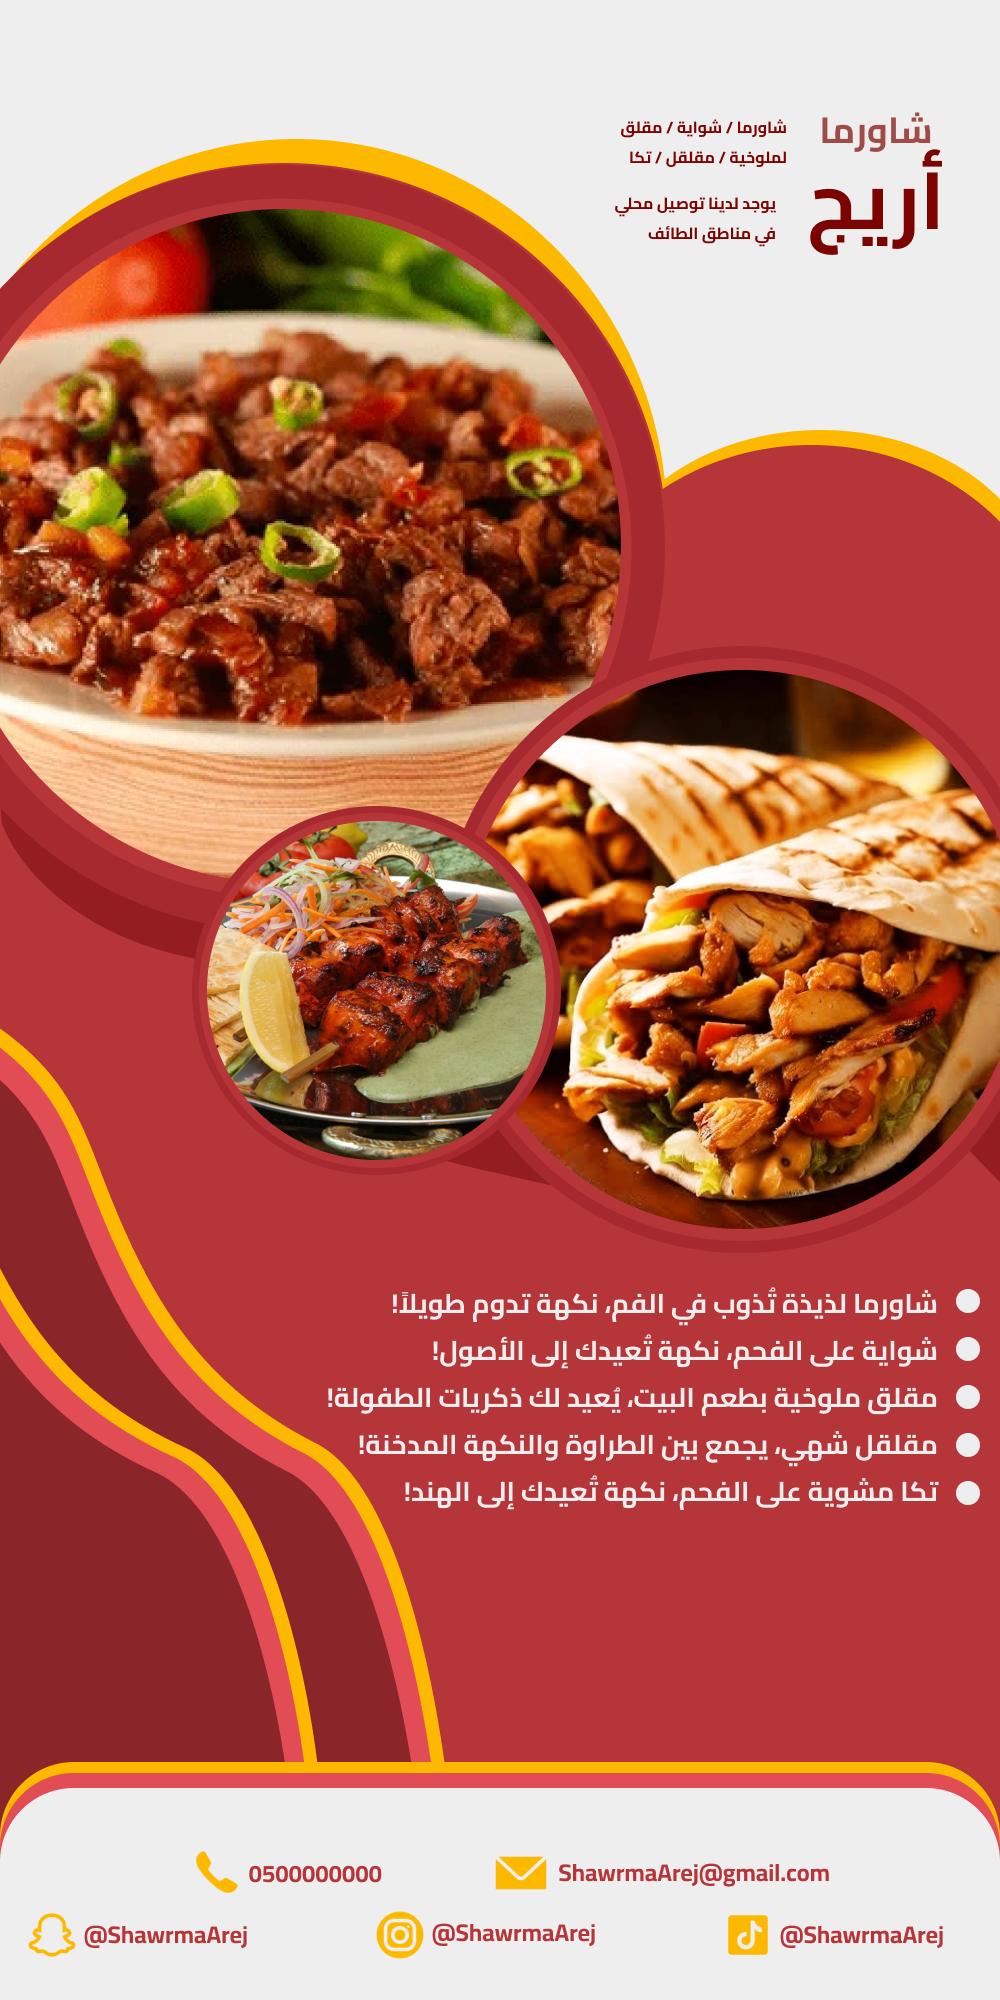 شاورما
أريج
شاورما / شواية / مقلق
لملوخية / مقلقل / تكا
يوجد لدينا توصيل محلي
في مناطق الطائف
شاورما لذيذة تُذوب في الفم، نكهة تدوم طويلاً!
شواية على الفحم، نكهة تُعيدك إلى الأصول!
مقلق ملوخية بطعم البيت، يُعيد لك ذكريات الطفولة!
مقلقل شهي، يجمع بين الطراوة والنكهة المدخنة!
تكا مشوية على الفحم، نكهة تُعيدك إلى الهند!
0500000000
ShawrmaArej@gmail.com
@ShawrmaArej
@ShawrmaArej
@ShawrmaArej